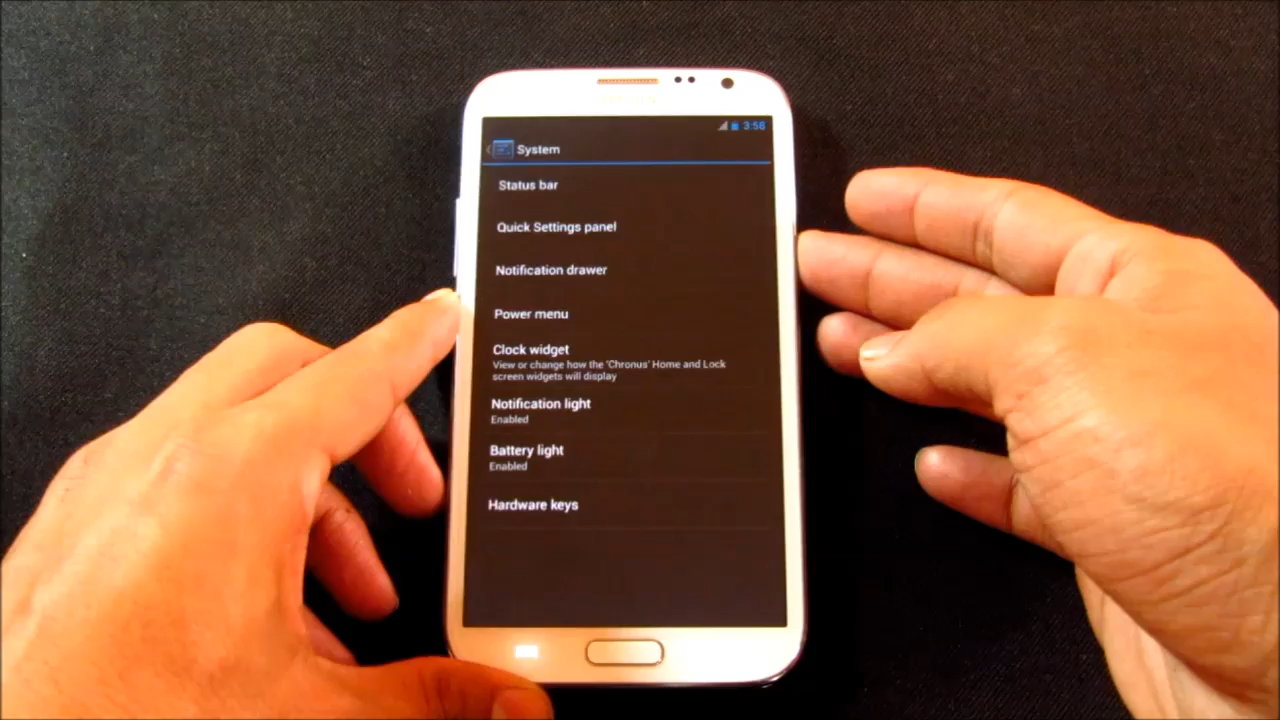 3:58
System
Status bar
Quick Settings panel
Notification drawer
Power menu
Clock widget
View or change how the 'Chronus' Home and Lock
screen widgets will display
Notification light
Enabled
Battery light
Enabled
Hardware keys